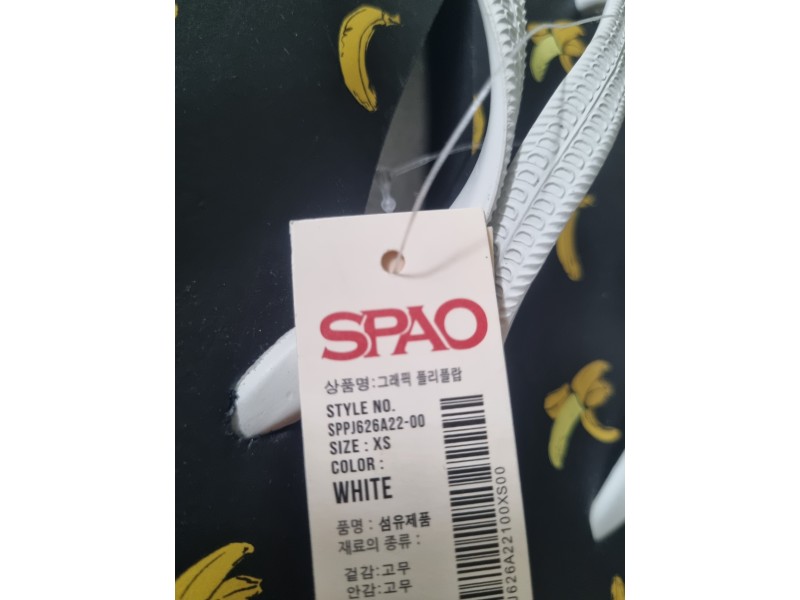 SPAO
상품명:그래픽 플리플랍
STYLE NO.
SPPJ626A22-00
SIZE : XS
COLOR :
WHITE
품명 : 섬유제품
재료의 종류 :
겉감:고무
안감:고무
J626A22100XS00